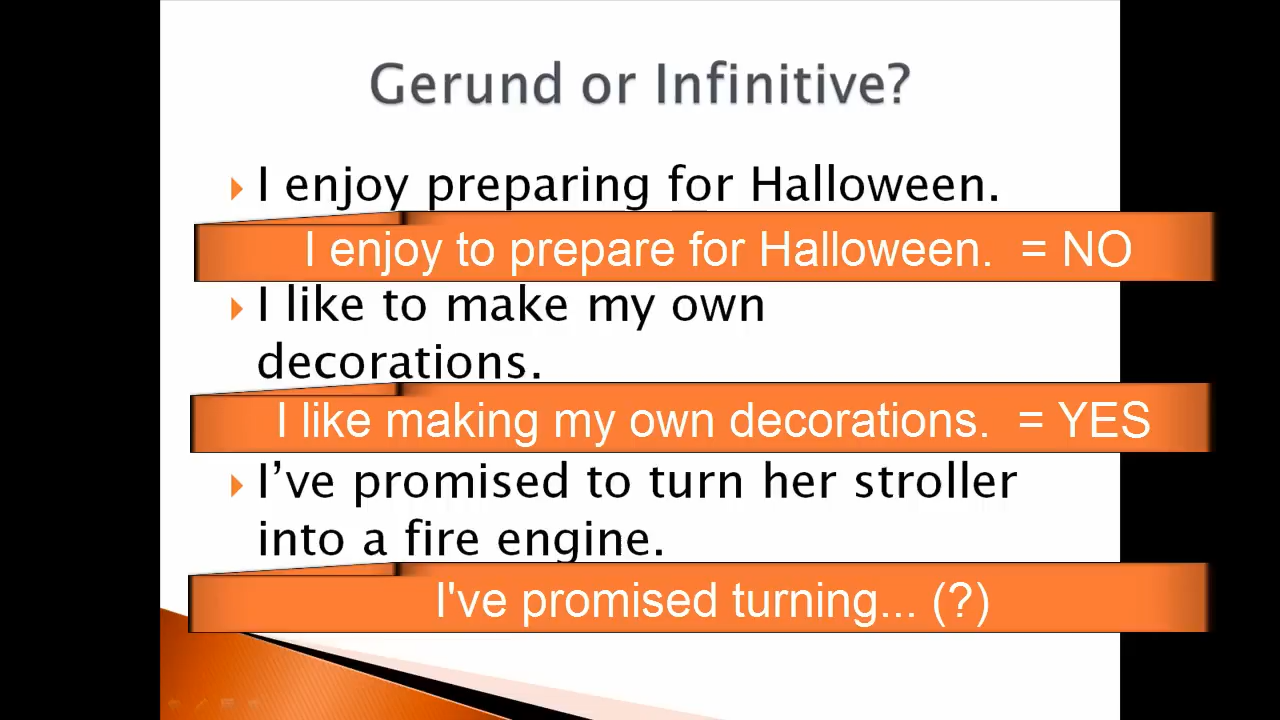 Gerund or Infinitive?
I enjoy preparing for Halloween.
I enjoy to prepare for Halloween. = NO
I like to make my own
decorations.
I like making my own decorations. = YES
I’ve promised to turn her stroller
into a fire engine.
I've promised turning... (?)